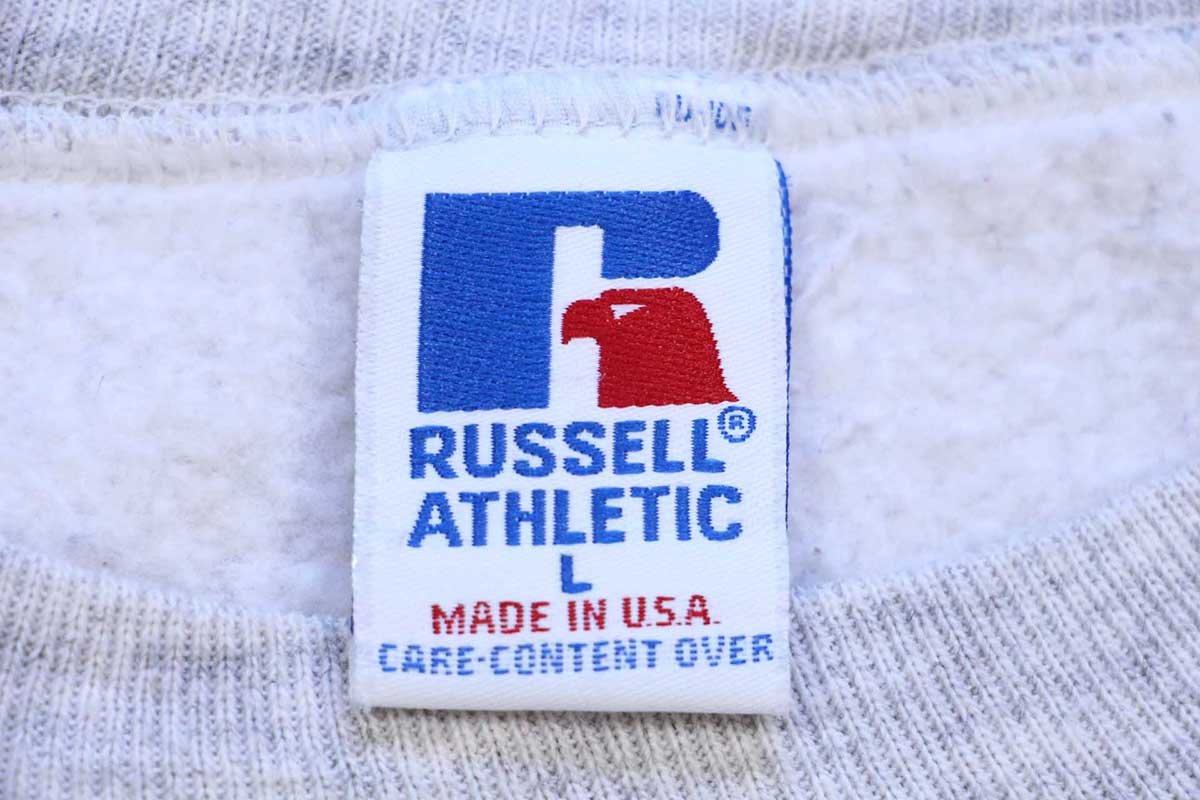 RUSSELL®
ATHLETIC
L
MADE IN U.S.A.
CARE-CONTENT OVER